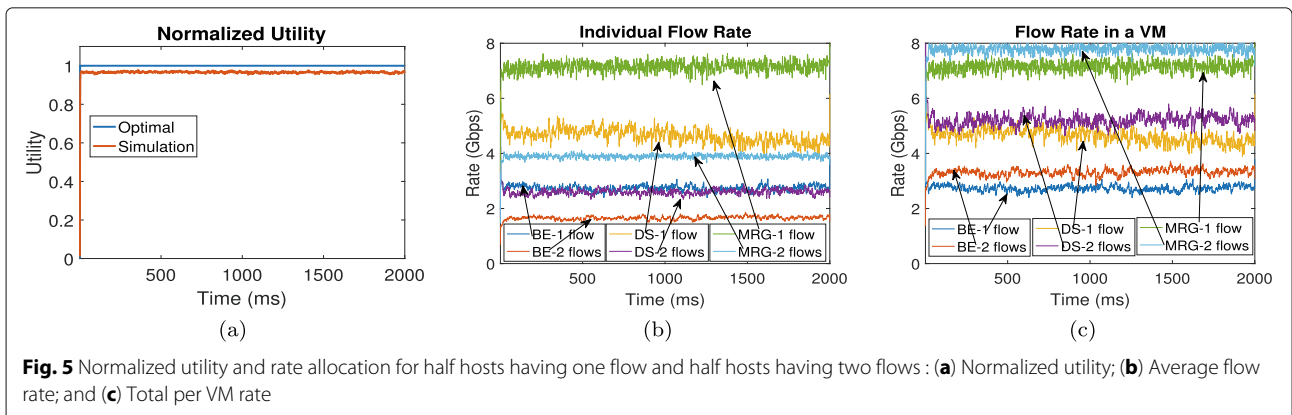 Normalized Utility
1
0.8
0.6
0.4
0.2
0
Utility
Optimal
Simulation
500
1000
1500
2000
Time (ms)
(a)
Individual Flow Rate
8
6
4
2
0
Rate (Gbps)
BE-1 flow
BE-2 flows
DS-1 flow
DS-2 flows
MRG-1 flow
MRG-2 flows
500
1000
1500
2000
Time (ms)
(b)
Flow Rate in a VM
8
6
4
2
0
Rate (Gbps)
BE-1 flow
BE-2 flows
DS-1 flow
DS-2 flows
MRG-1 flow
MRG-2 flows
500
1000
1500
2000
Time (ms)
(c)
Fig. 5 Normalized utility and rate allocation for half hosts having one flow and half hosts having two flows : (a) Normalized utility; (b) Average flow
rate; and (c) Total per VM rate